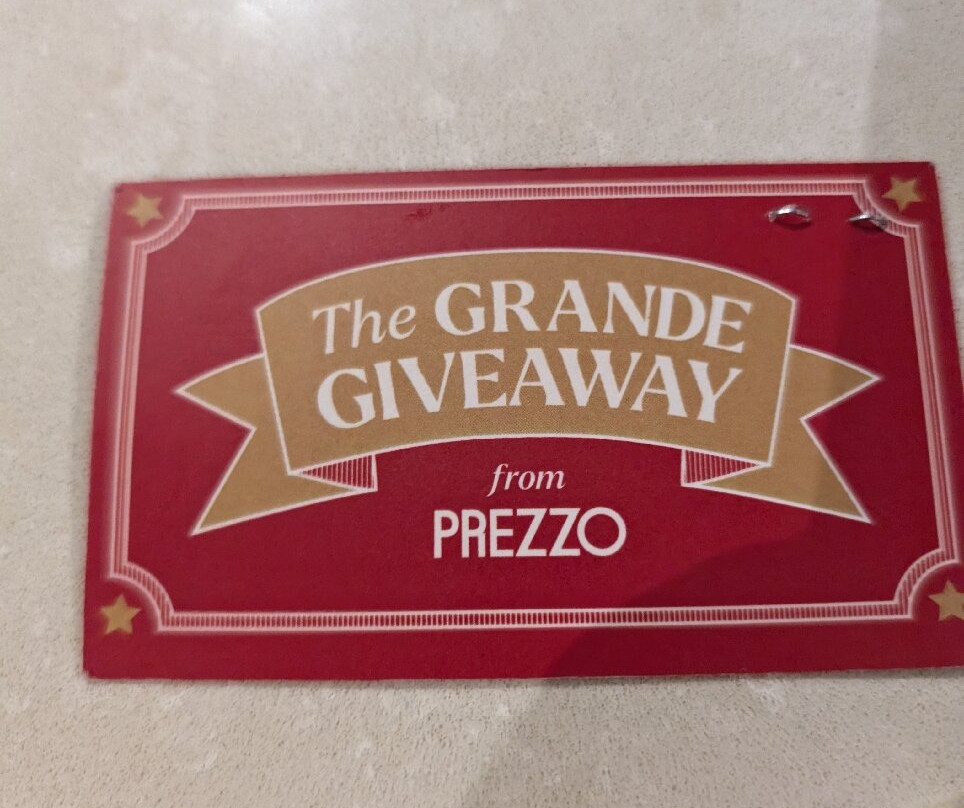 The GRANDE
GIVEAWAY
from
PREZZO